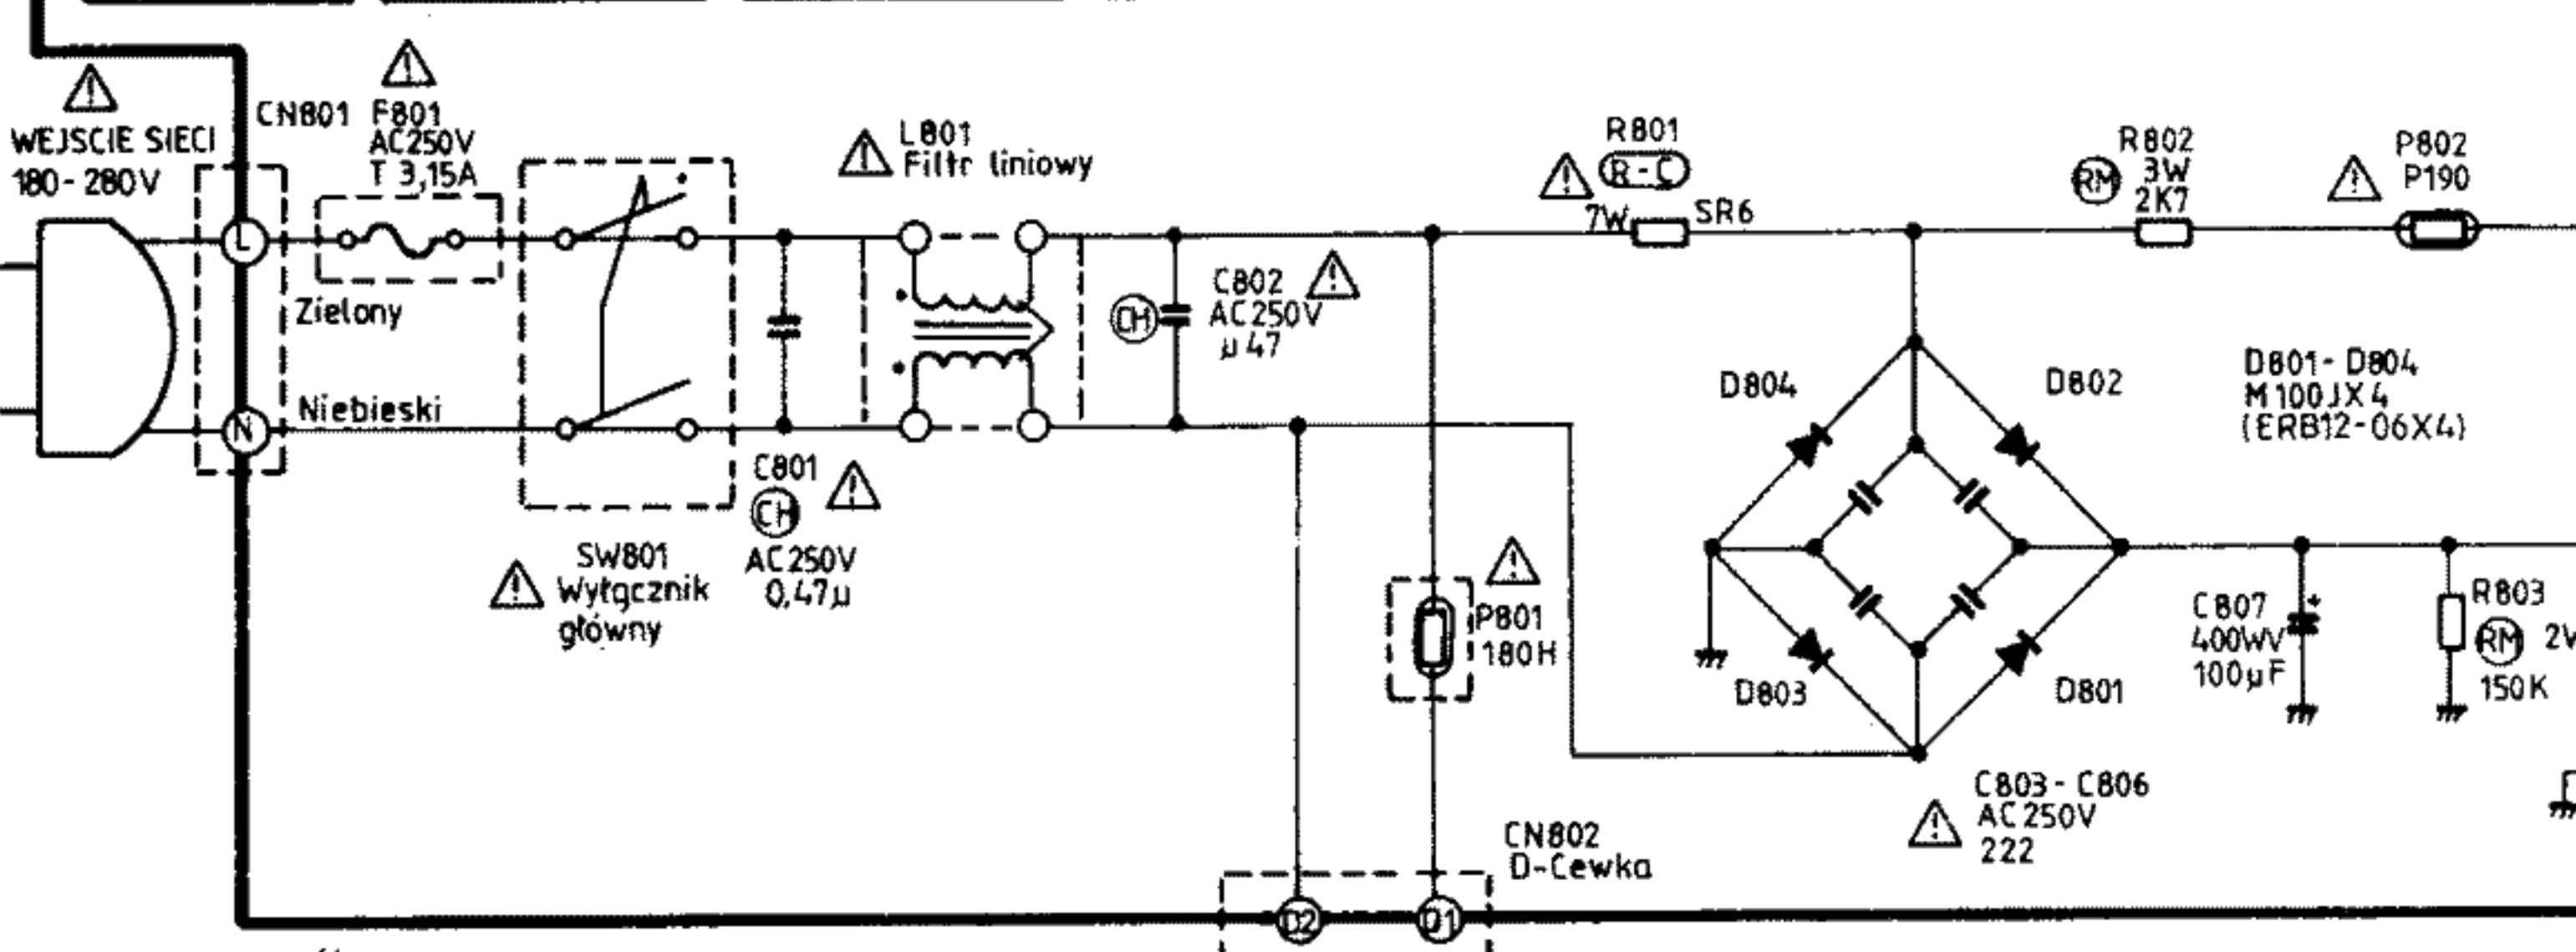 WEJSCIE SIECI
180-280V
CN801
F801
AC250V
T 3,15A
L
N
Zielony
Niebieski
SW801
Wyłącznik
główny
C801
CH
AC250V
0,47µ
L801
Filtr liniowy
C802
CH
AC250V
µ47
P801
180H
CN802
D-Cewka
D2
D1
R801
R-C
7W
SR6
R802
RM
3W
2K7
P802
P190
D804
D802
D803
D801
D801-D804
M100JX4
(ERB12-06X4)
C803-C806
AC250V
222
C807
400WV
100µF
+
R803
RM
150K